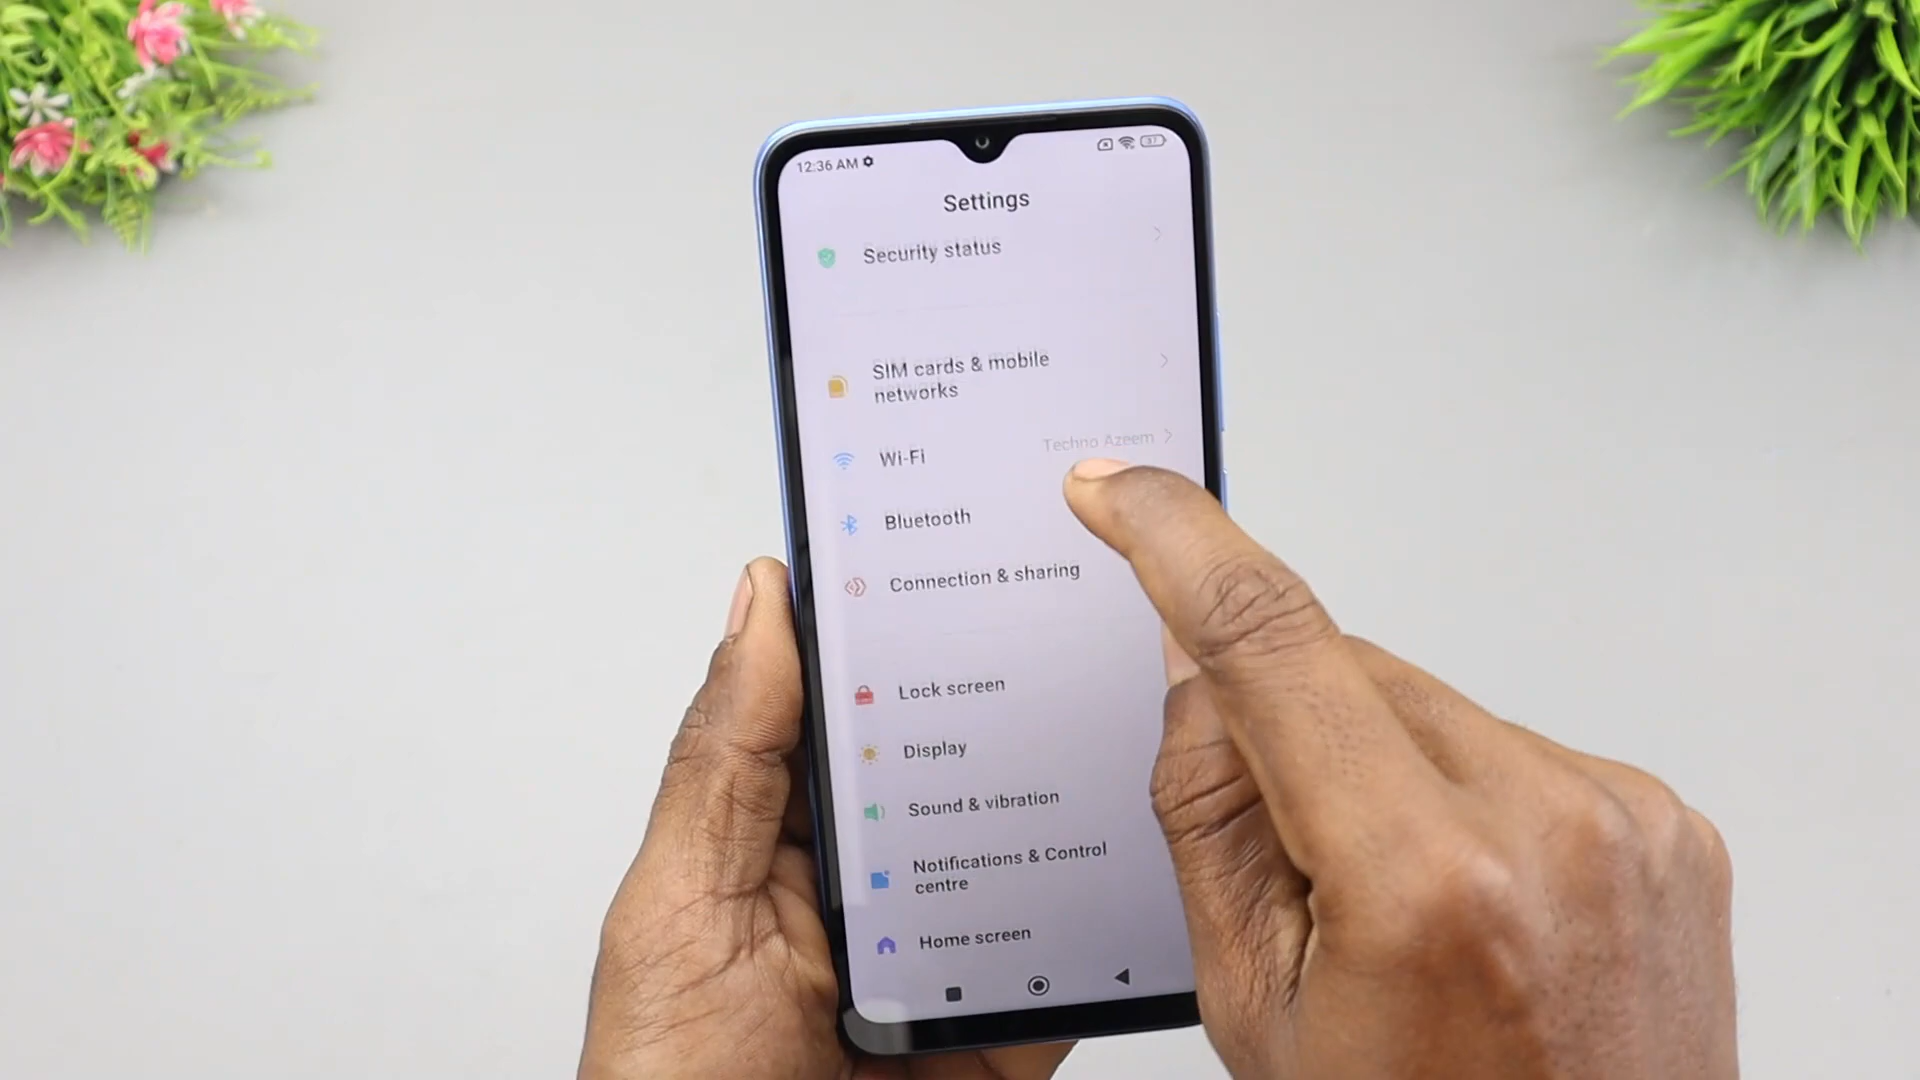 12:36 AM
Settings
Security status
SIM cards & mobile
networks
Wi-Fi
Techno Azeem
Bluetooth
Connection & sharing
Lock screen
Display
Sound & vibration
Notifications & Control
centre
Home screen